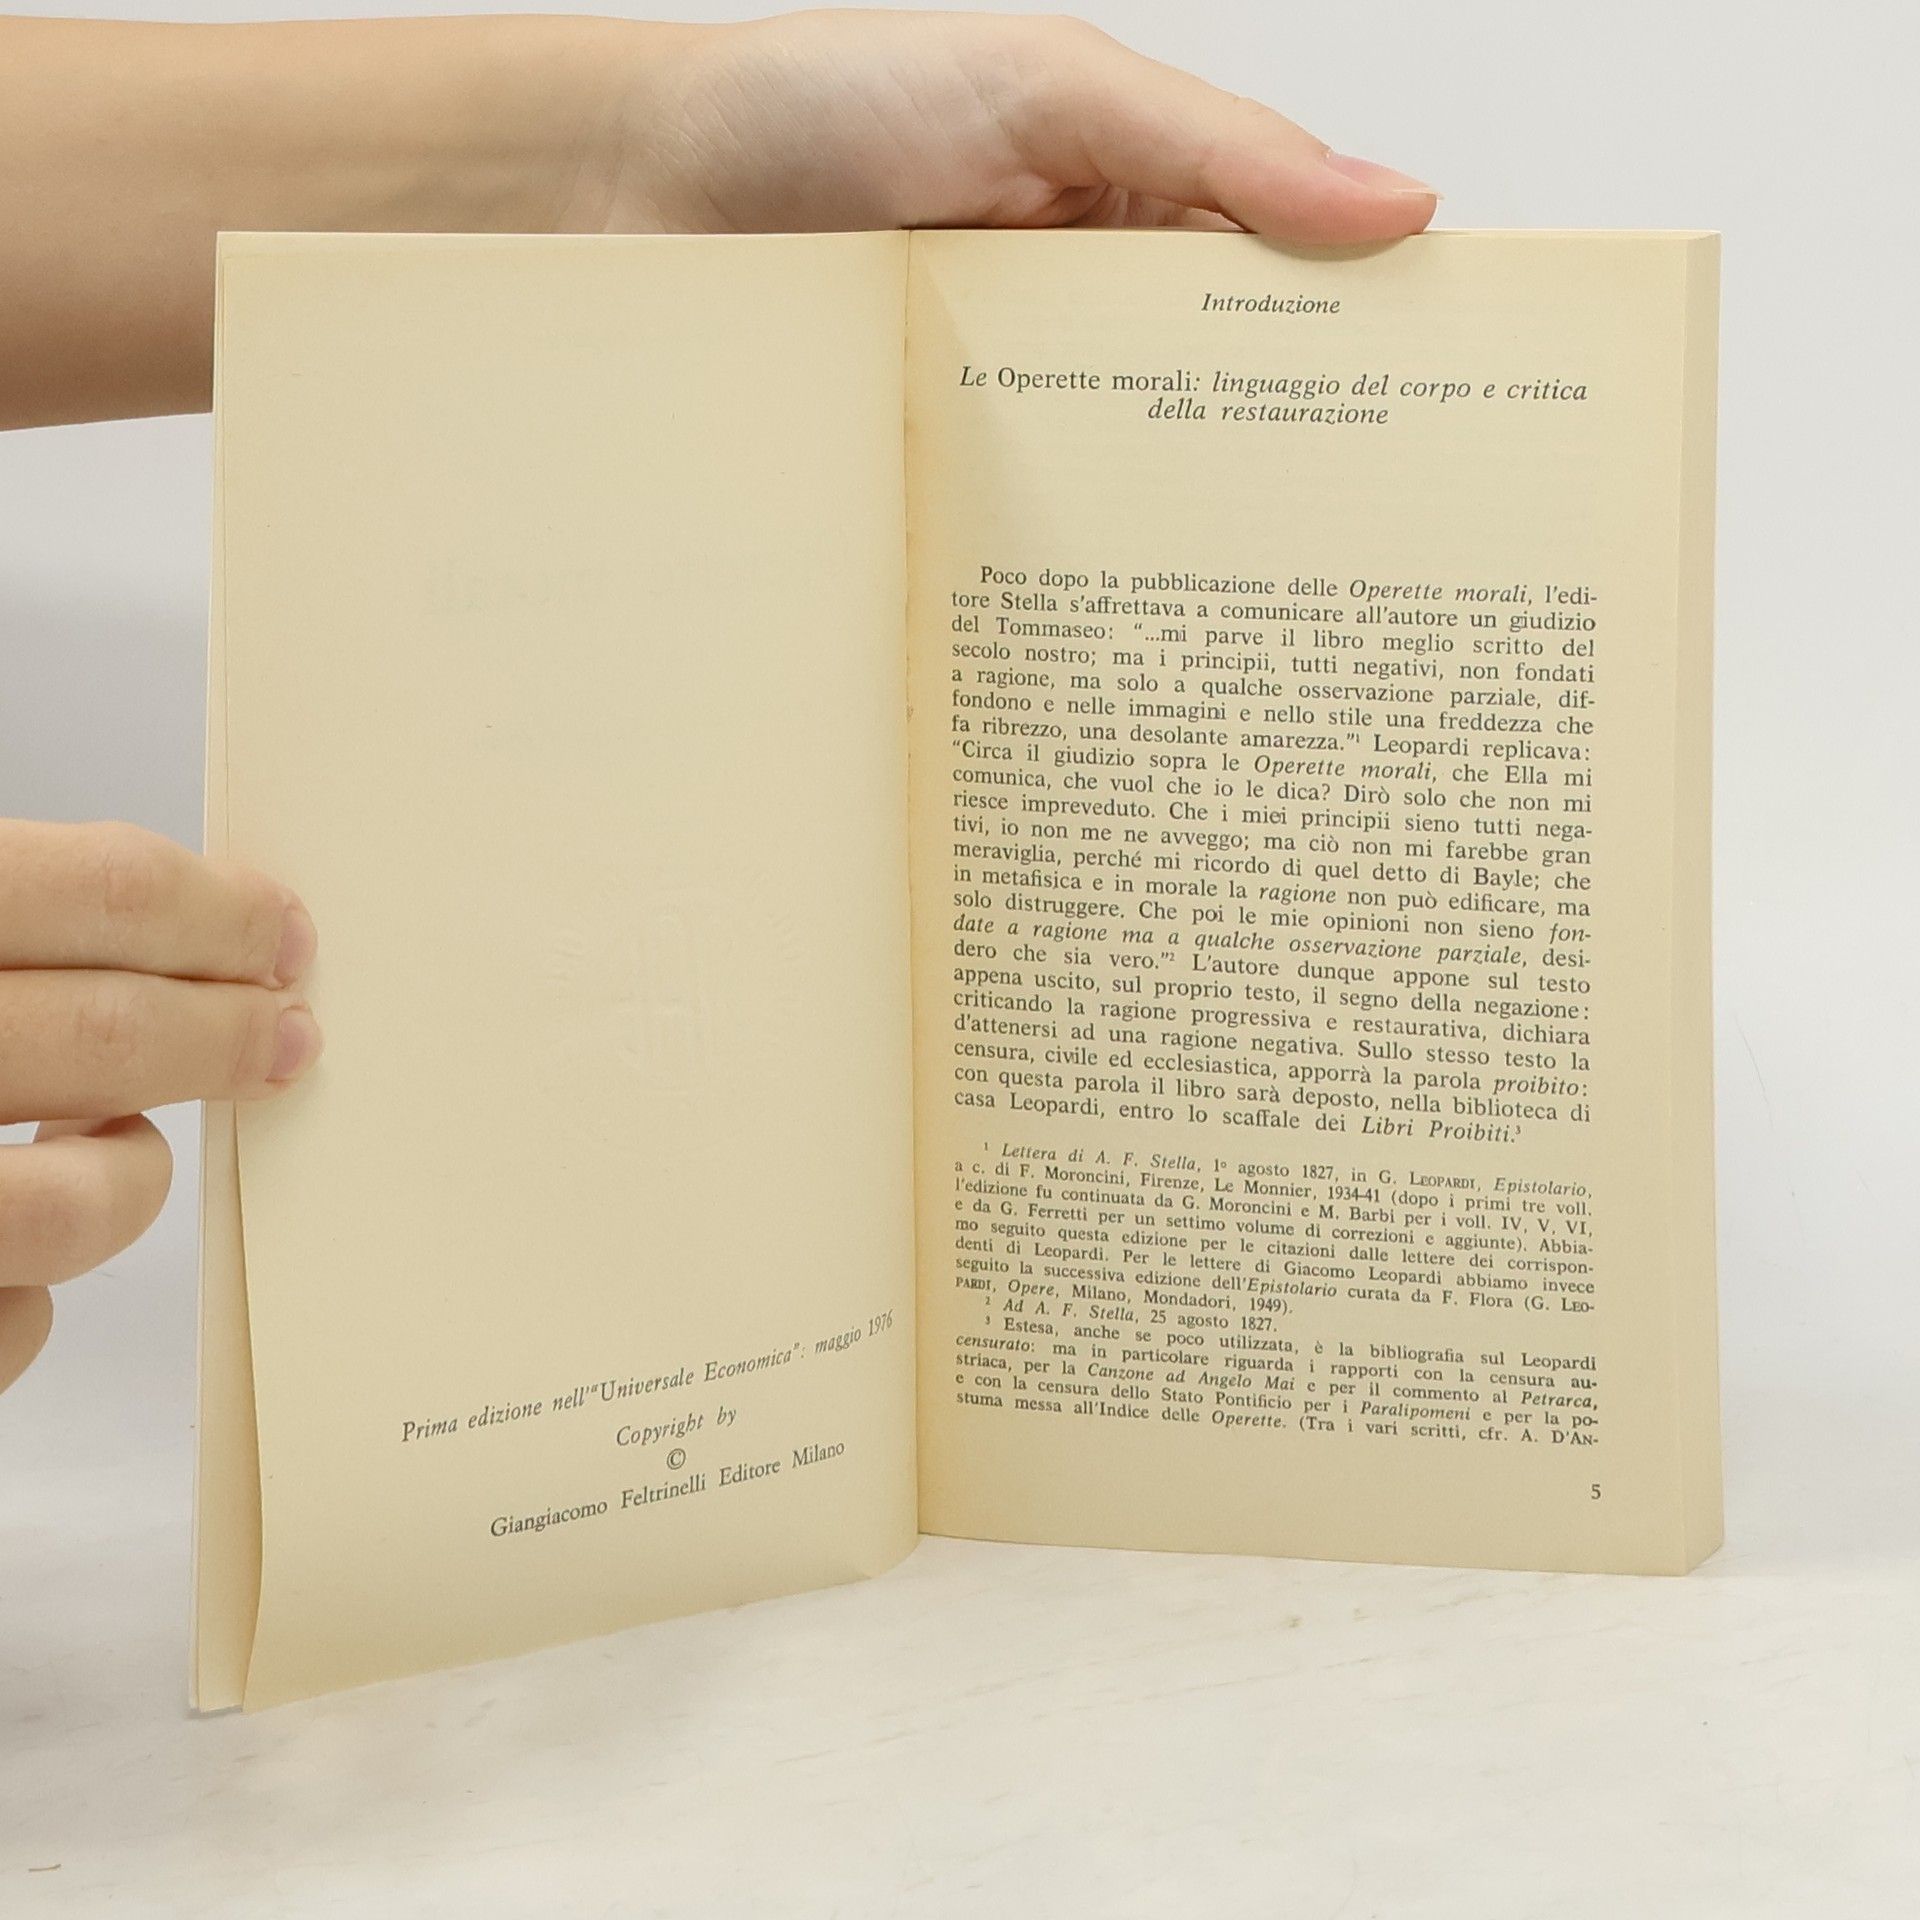 Prima edizione nell'"Universale Economica": maggio 1976
Copyright by
©
Giangiacomo Feltrinelli Editore Milano
Introduzione
Le Operette morali: linguaggio del corpo e critica
della restaurazione
Poco dopo la pubblicazione delle Operette morali, l'edi-
tore Stella s'affrettava a comunicare all'autore un giudizio
del Tommaseo: "...mi parve il libro meglio scritto del
secolo nostro; ma i principii, tutti negativi, non fondati
a ragione, ma solo a qualche osservazione parziale, dif-
fondono e nelle immagini e nello stile una freddezza che
fa ribrezzo, una desolante amarezza."¹ Leopardi replicava:
"Circa il giudizio sopra le Operette morali, che Ella mi
comunica, che vuol che io le dica? Dirò solo che non mi
riesce impreveduto. Che i miei principii sieno tutti nega-
tivi, io non me ne avveggo; ma ciò non mi farebbe gran
meraviglia, perché mi ricordo di quel detto di Bayle; che
in metafisica e in morale la ragione non può edificare, ma
solo distruggere. Che poi le mie opinioni non sieno fon-
date a ragione ma a qualche osservazione parziale, desi-
dero che sia vero."² L'autore dunque appone sul testo
appena uscito, sul proprio testo, il segno della negazione:
criticando la ragione progressiva e restaurativa, dichiara
d'attenersi ad una ragione negativa. Sullo stesso testo la
censura, civile ed ecclesiastica, apporrà la parola proibito:
con questa parola il libro sarà deposto, nella biblioteca di
casa Leopardi, entro lo scaffale dei Libri Proibiti.³
¹ Lettera di A. F. Stella, 1º agosto 1827, in G. LEOPARDI, Epistolario,
a c. di F. Moroncini, Firenze, Le Monnier, 1934-41 (dopo i primi tre voll.
l'edizione fu continuata da G. Moroncini e M. Barbi per i voll. IV, V, VI,
e da G. Ferretti per un settimo volume di correzioni e aggiunte). Abbia-
mo seguito questa edizione per le citazioni dalle lettere dei corrispon-
denti di Leopardi. Per le lettere di Giacomo Leopardi abbiamo invece
seguito la successiva edizione dell'Epistolario curata da F. Flora (G. LEO-
PARDI, Opere, Milano, Mondadori, 1949).
² Ad A. F. Stella, 25 agosto 1827.
³ Estesa, anche se poco utilizzata, è la bibliografia sul Leopardi
censurato: ma in particolare riguarda i rapporti con la censura au-
striaca, per la Canzone ad Angelo Mai e per il commento al Petrarca,
e con la censura dello Stato Pontificio per i Paralipomeni e per la po-
stuma messa all'Indice delle Operette. (Tra i vari scritti, cfr. A. D'AN-
5